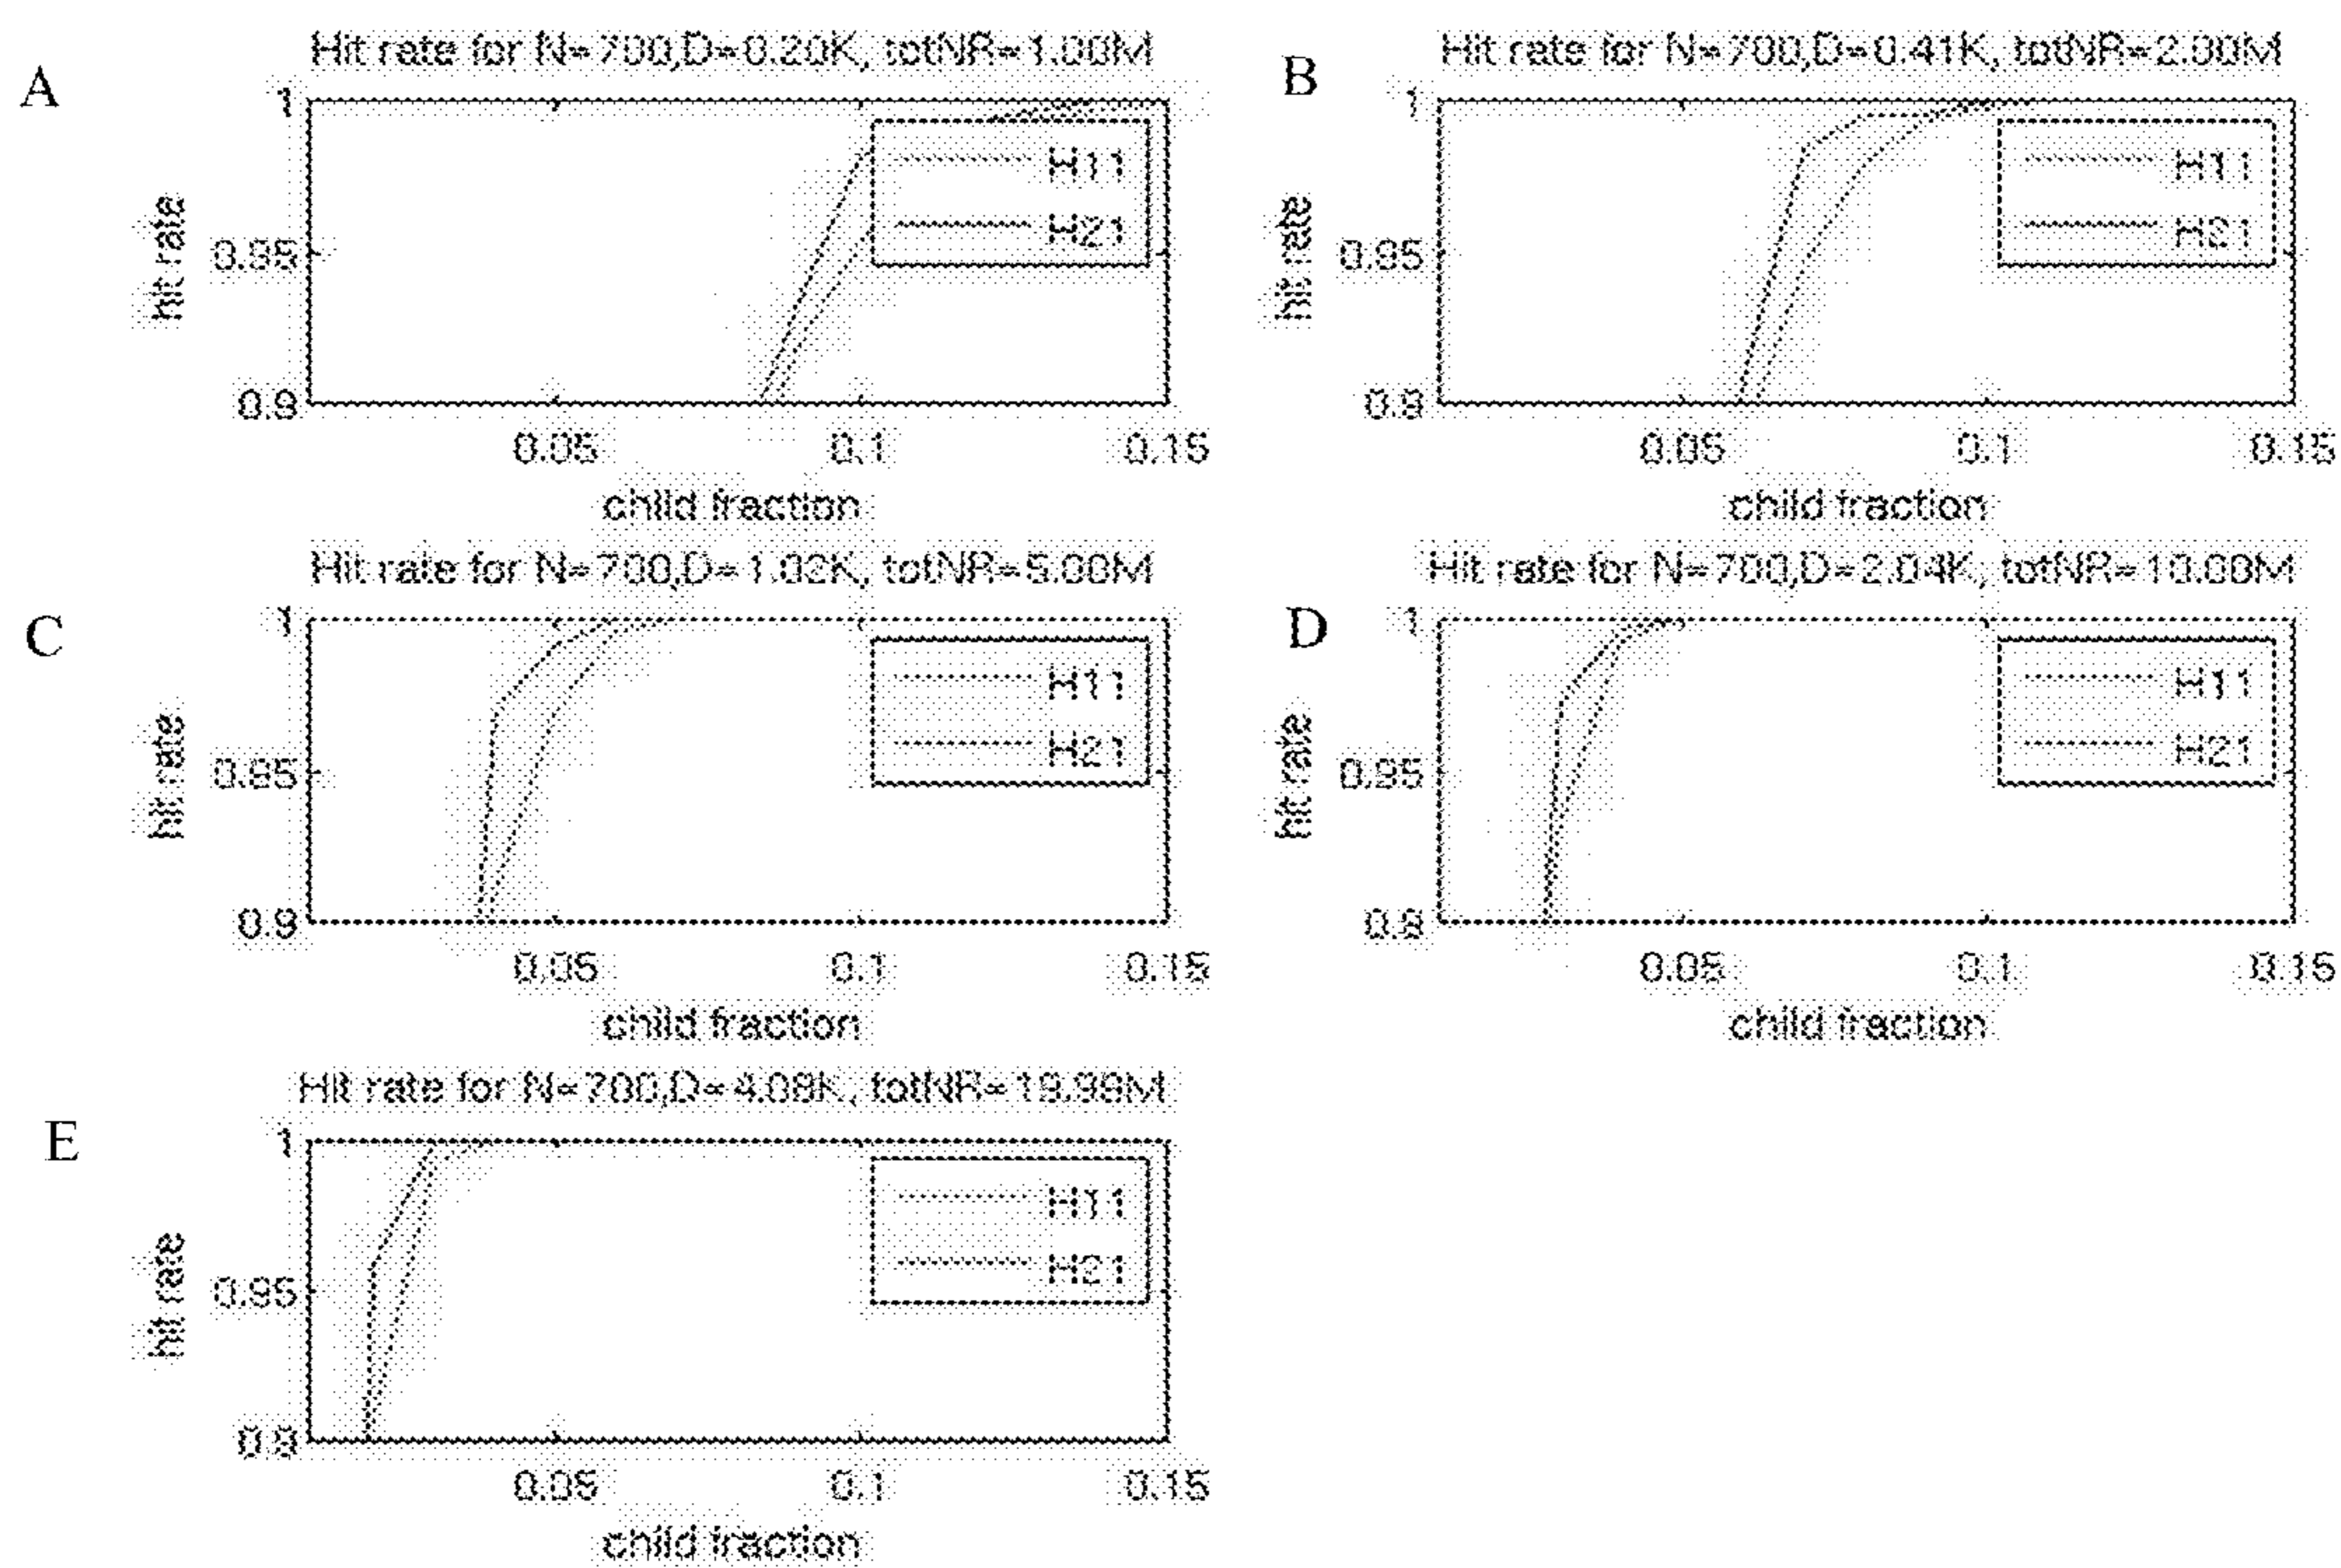 A
Hit rate for N=700,D=0.20K, totNR=1.00M
1
0.95
0.9
hit rate
H11
H21
0.05
0.1
0.15
child fraction
B
Hit rate for N=700,D=0.41K, totNR=2.00M
1
0.95
0.9
hit rate
H11
H21
0.05
0.1
0.15
child fraction
C
Hit rate for N=700,D=1.02K, totNR=5.00M
1
0.95
0.9
hit rate
H11
H21
0.05
0.1
0.15
child fraction
D
Hit rate for N=700,D=2.04K, totNR=10.00M
1
0.95
0.9
hit rate
H11
H21
0.05
0.1
0.15
child fraction
E
Hit rate for N=700,D=4.08K, totNR=19.99M
1
0.95
0.9
hit rate
H11
H21
0.05
0.1
0.15
child fraction